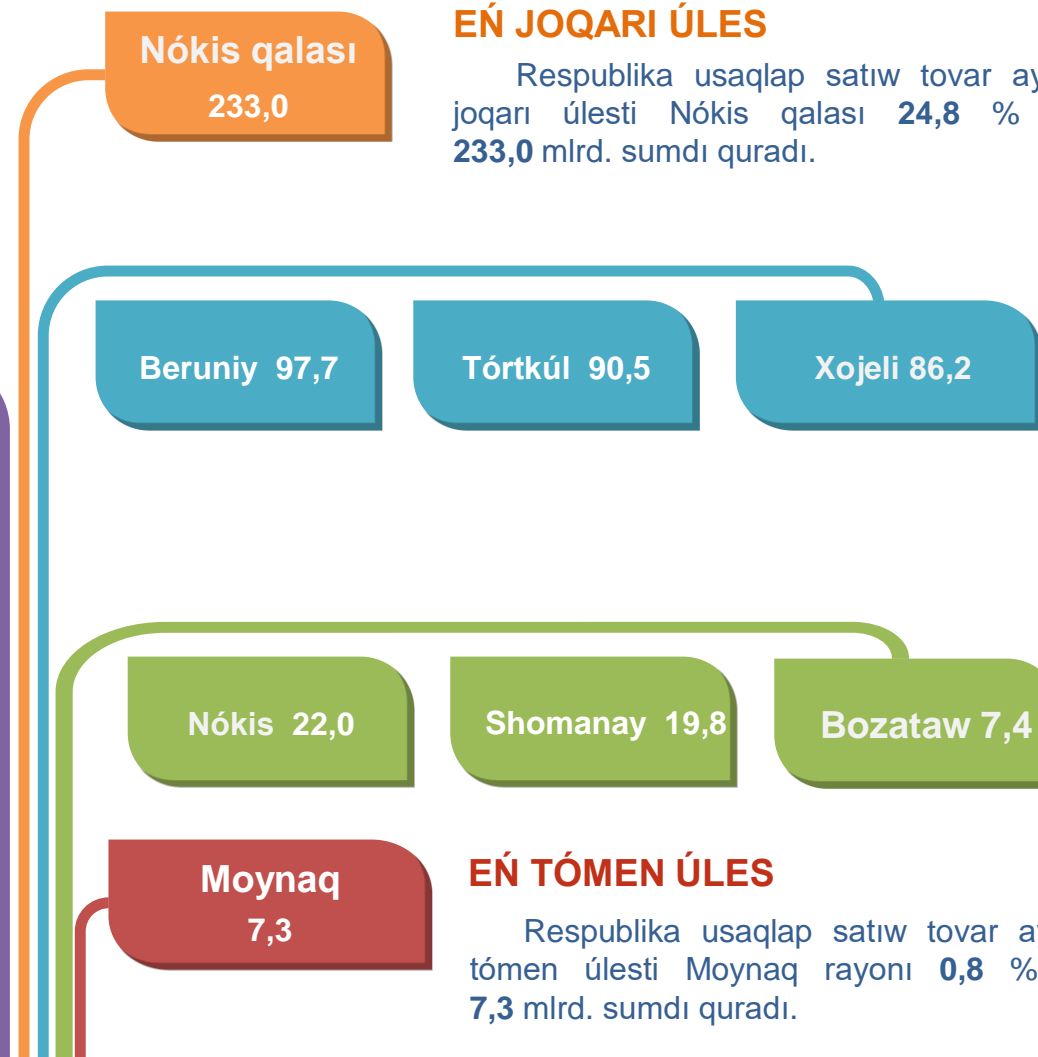 Nókis qalası
233,0
EŃ JOQARI ÚLES
Respublika usaqlap satıw tovar
joqarı úlesti Nókis qalası 24,8 %
233,0 mlrd. sumdı quradı.
Beruniy 97,7
Tórtkúl 90,5
Xojeli 86,2
Nókis 22,0
Shomanay 19,8
Bozataw 7,4
Moynaq
7,3
EŃ TÓMEN ÚLES
Respublika usaqlap satıw tovar
tómen úlesti Moynaq rayonı 0,8 %
7,3 mlrd. sumdı quradı.